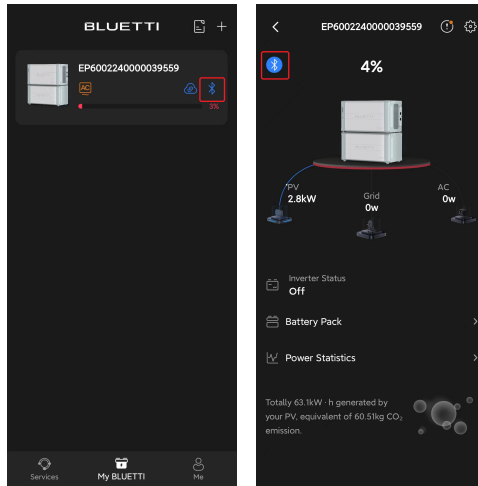 BLUETTI
EP6002240000039559
AC
3%
Services
My BLUETTI
Me
EP6002240000039559
4%
PV
2.8kW
Grid
0w
AC
0w
Inverter Status
Off
Battery Pack
Power Statistics
Totally 63.1kW · h generated by
your PV, equivalent of 60.51kg CO₂
emission.